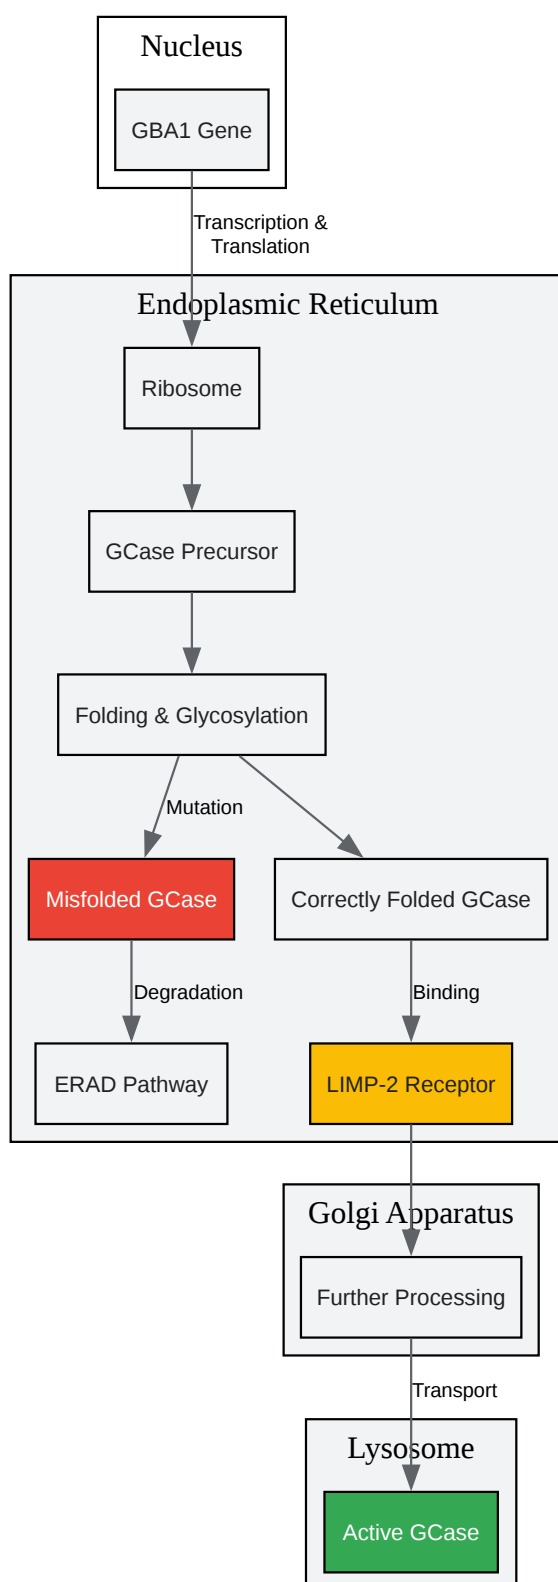 Nucleus
GBA1 Gene
Transcription &
Translation
Endoplasmic Reticulum
Ribosome
GCase Precursor
Folding & Glycosylation
Mutation
Misfolded GCase
Correctly Folded GCase
Degradation
Binding
ERAD Pathway
LIMP-2 Receptor
Golgi Apparatus
Further Processing
Transport
Lysosome
Active GCase